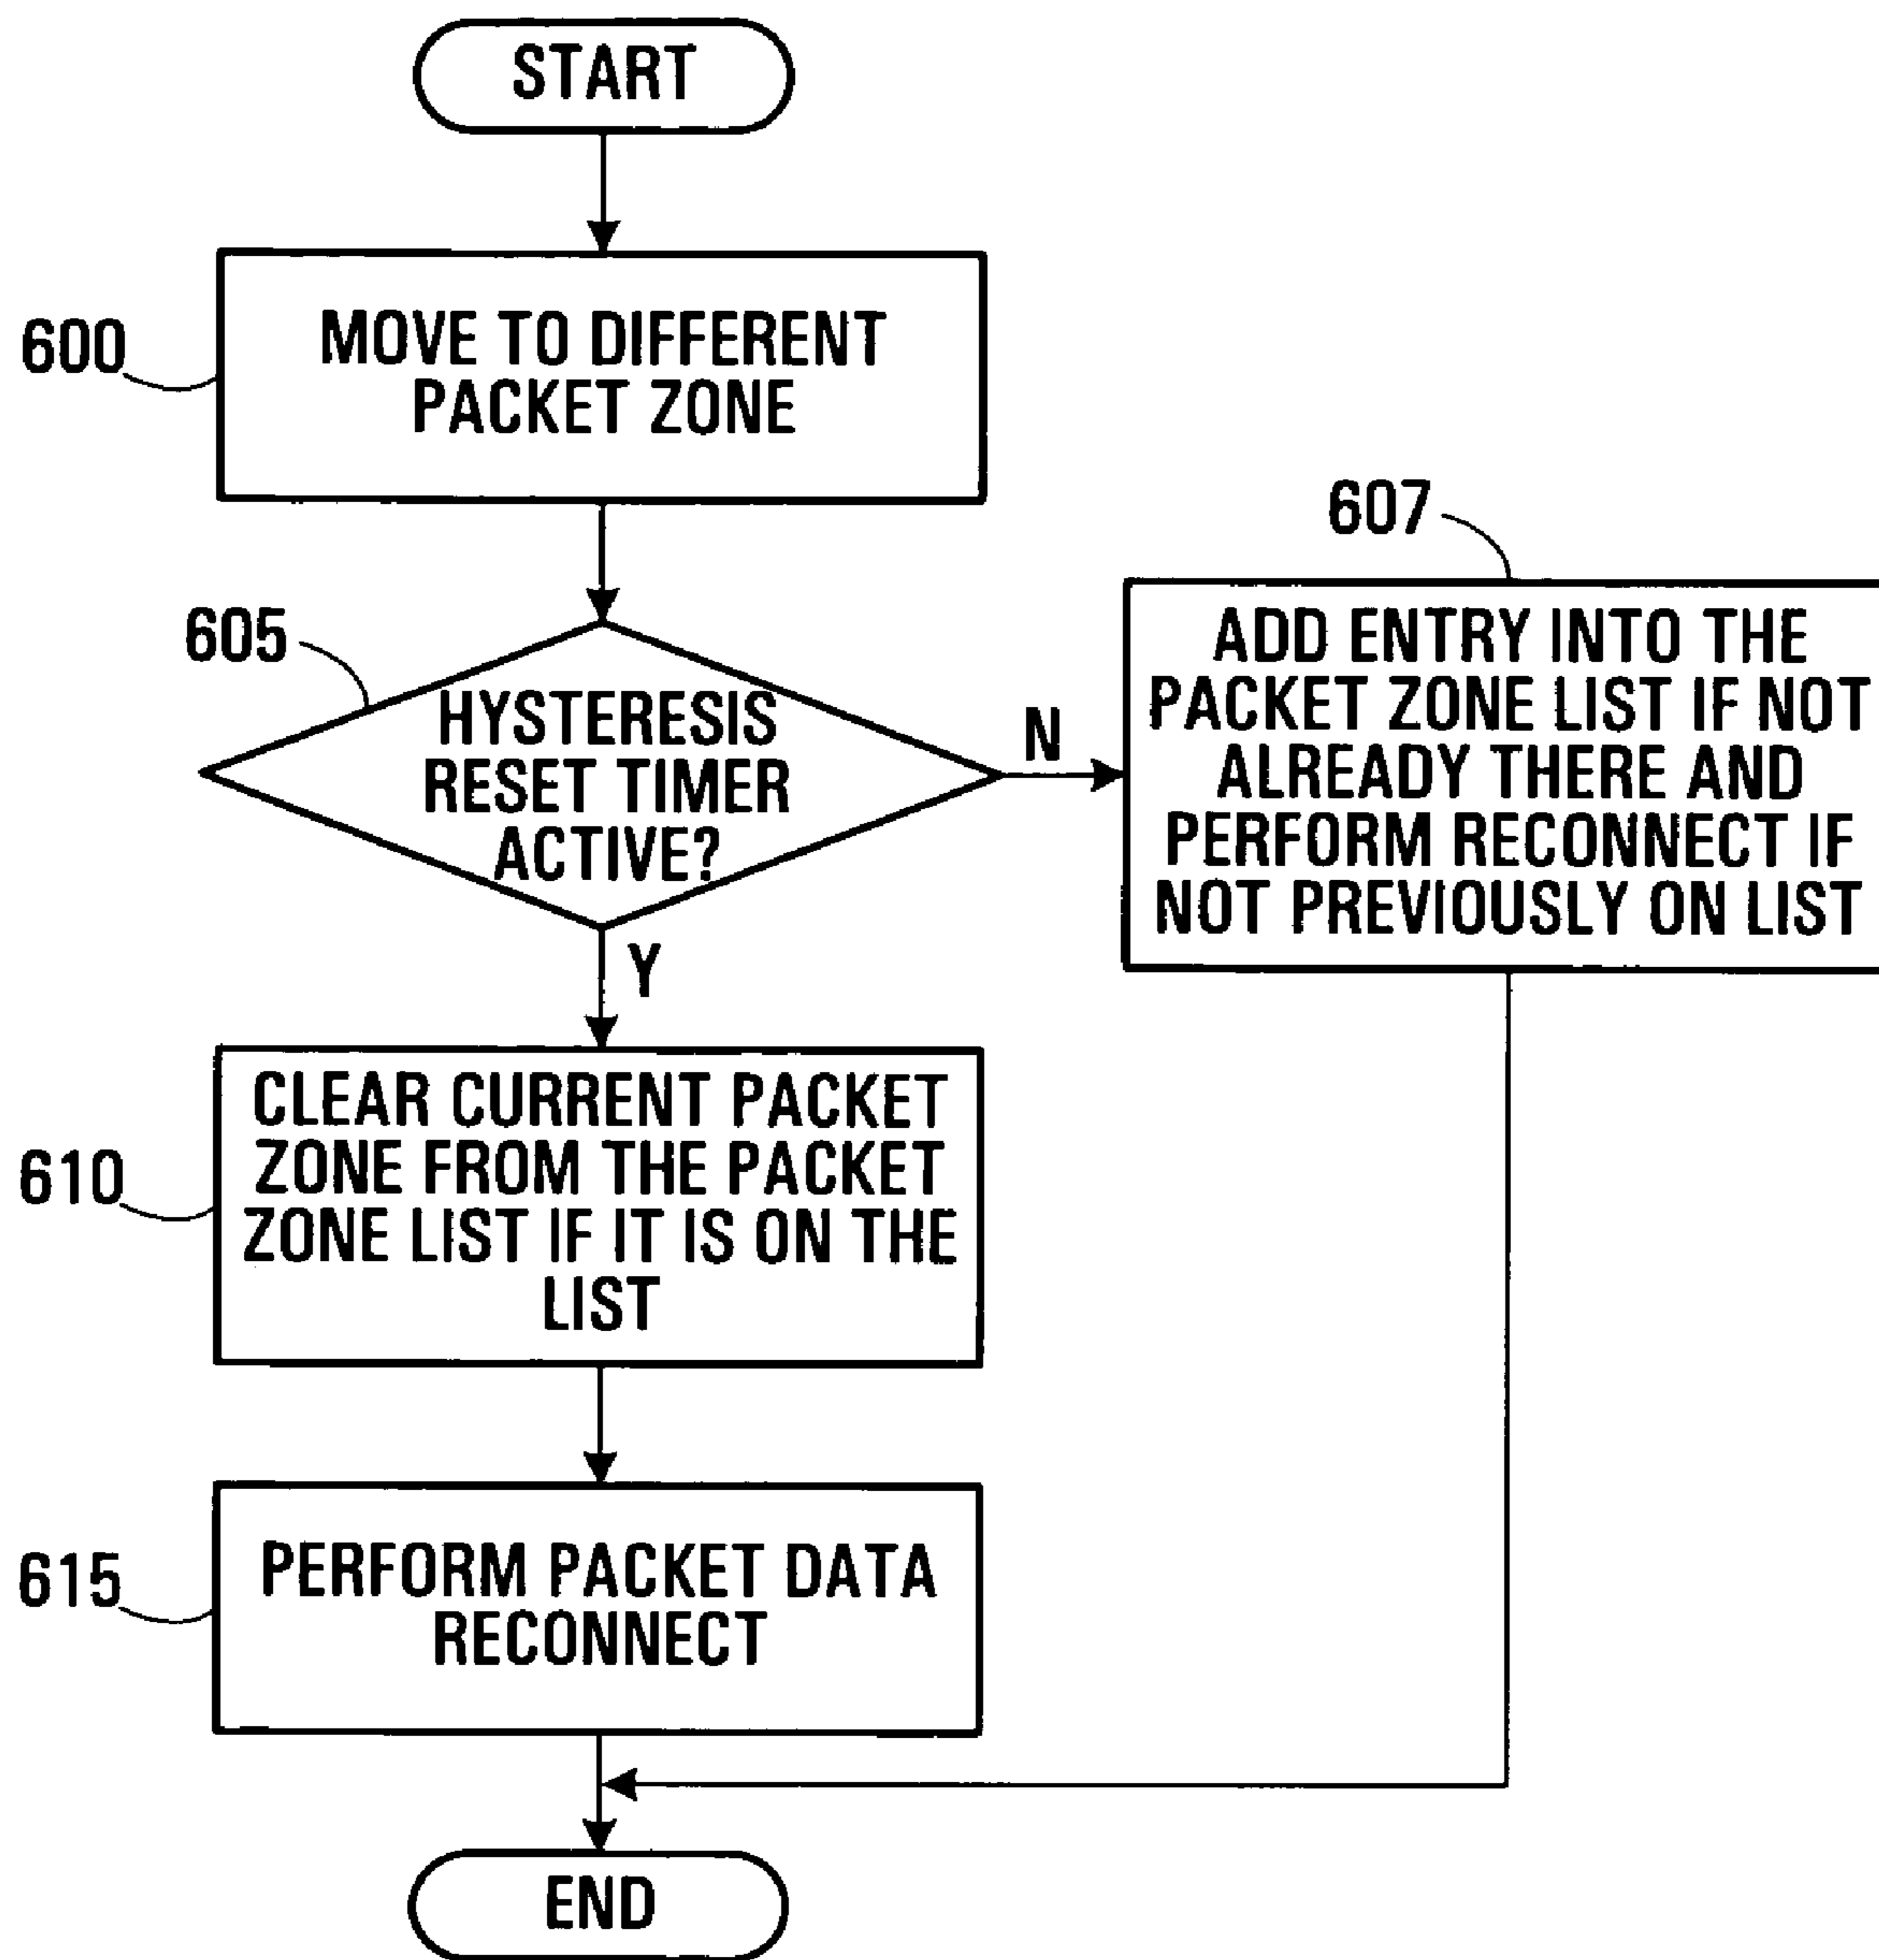 START
600
MOVE TO DIFFERENT
PACKET ZONE
605
HYSTERESIS
RESET TIMER
ACTIVE?
N
607
ADD ENTRY INTO THE
PACKET ZONE LIST IF NOT
ALREADY THERE AND
PERFORM RECONNECT IF
NOT PREVIOUSLY ON LIST
Y
610
CLEAR CURRENT PACKET
ZONE FROM THE PACKET
ZONE LIST IF IT IS ON THE
LIST
615
PERFORM PACKET DATA
RECONNECT
END